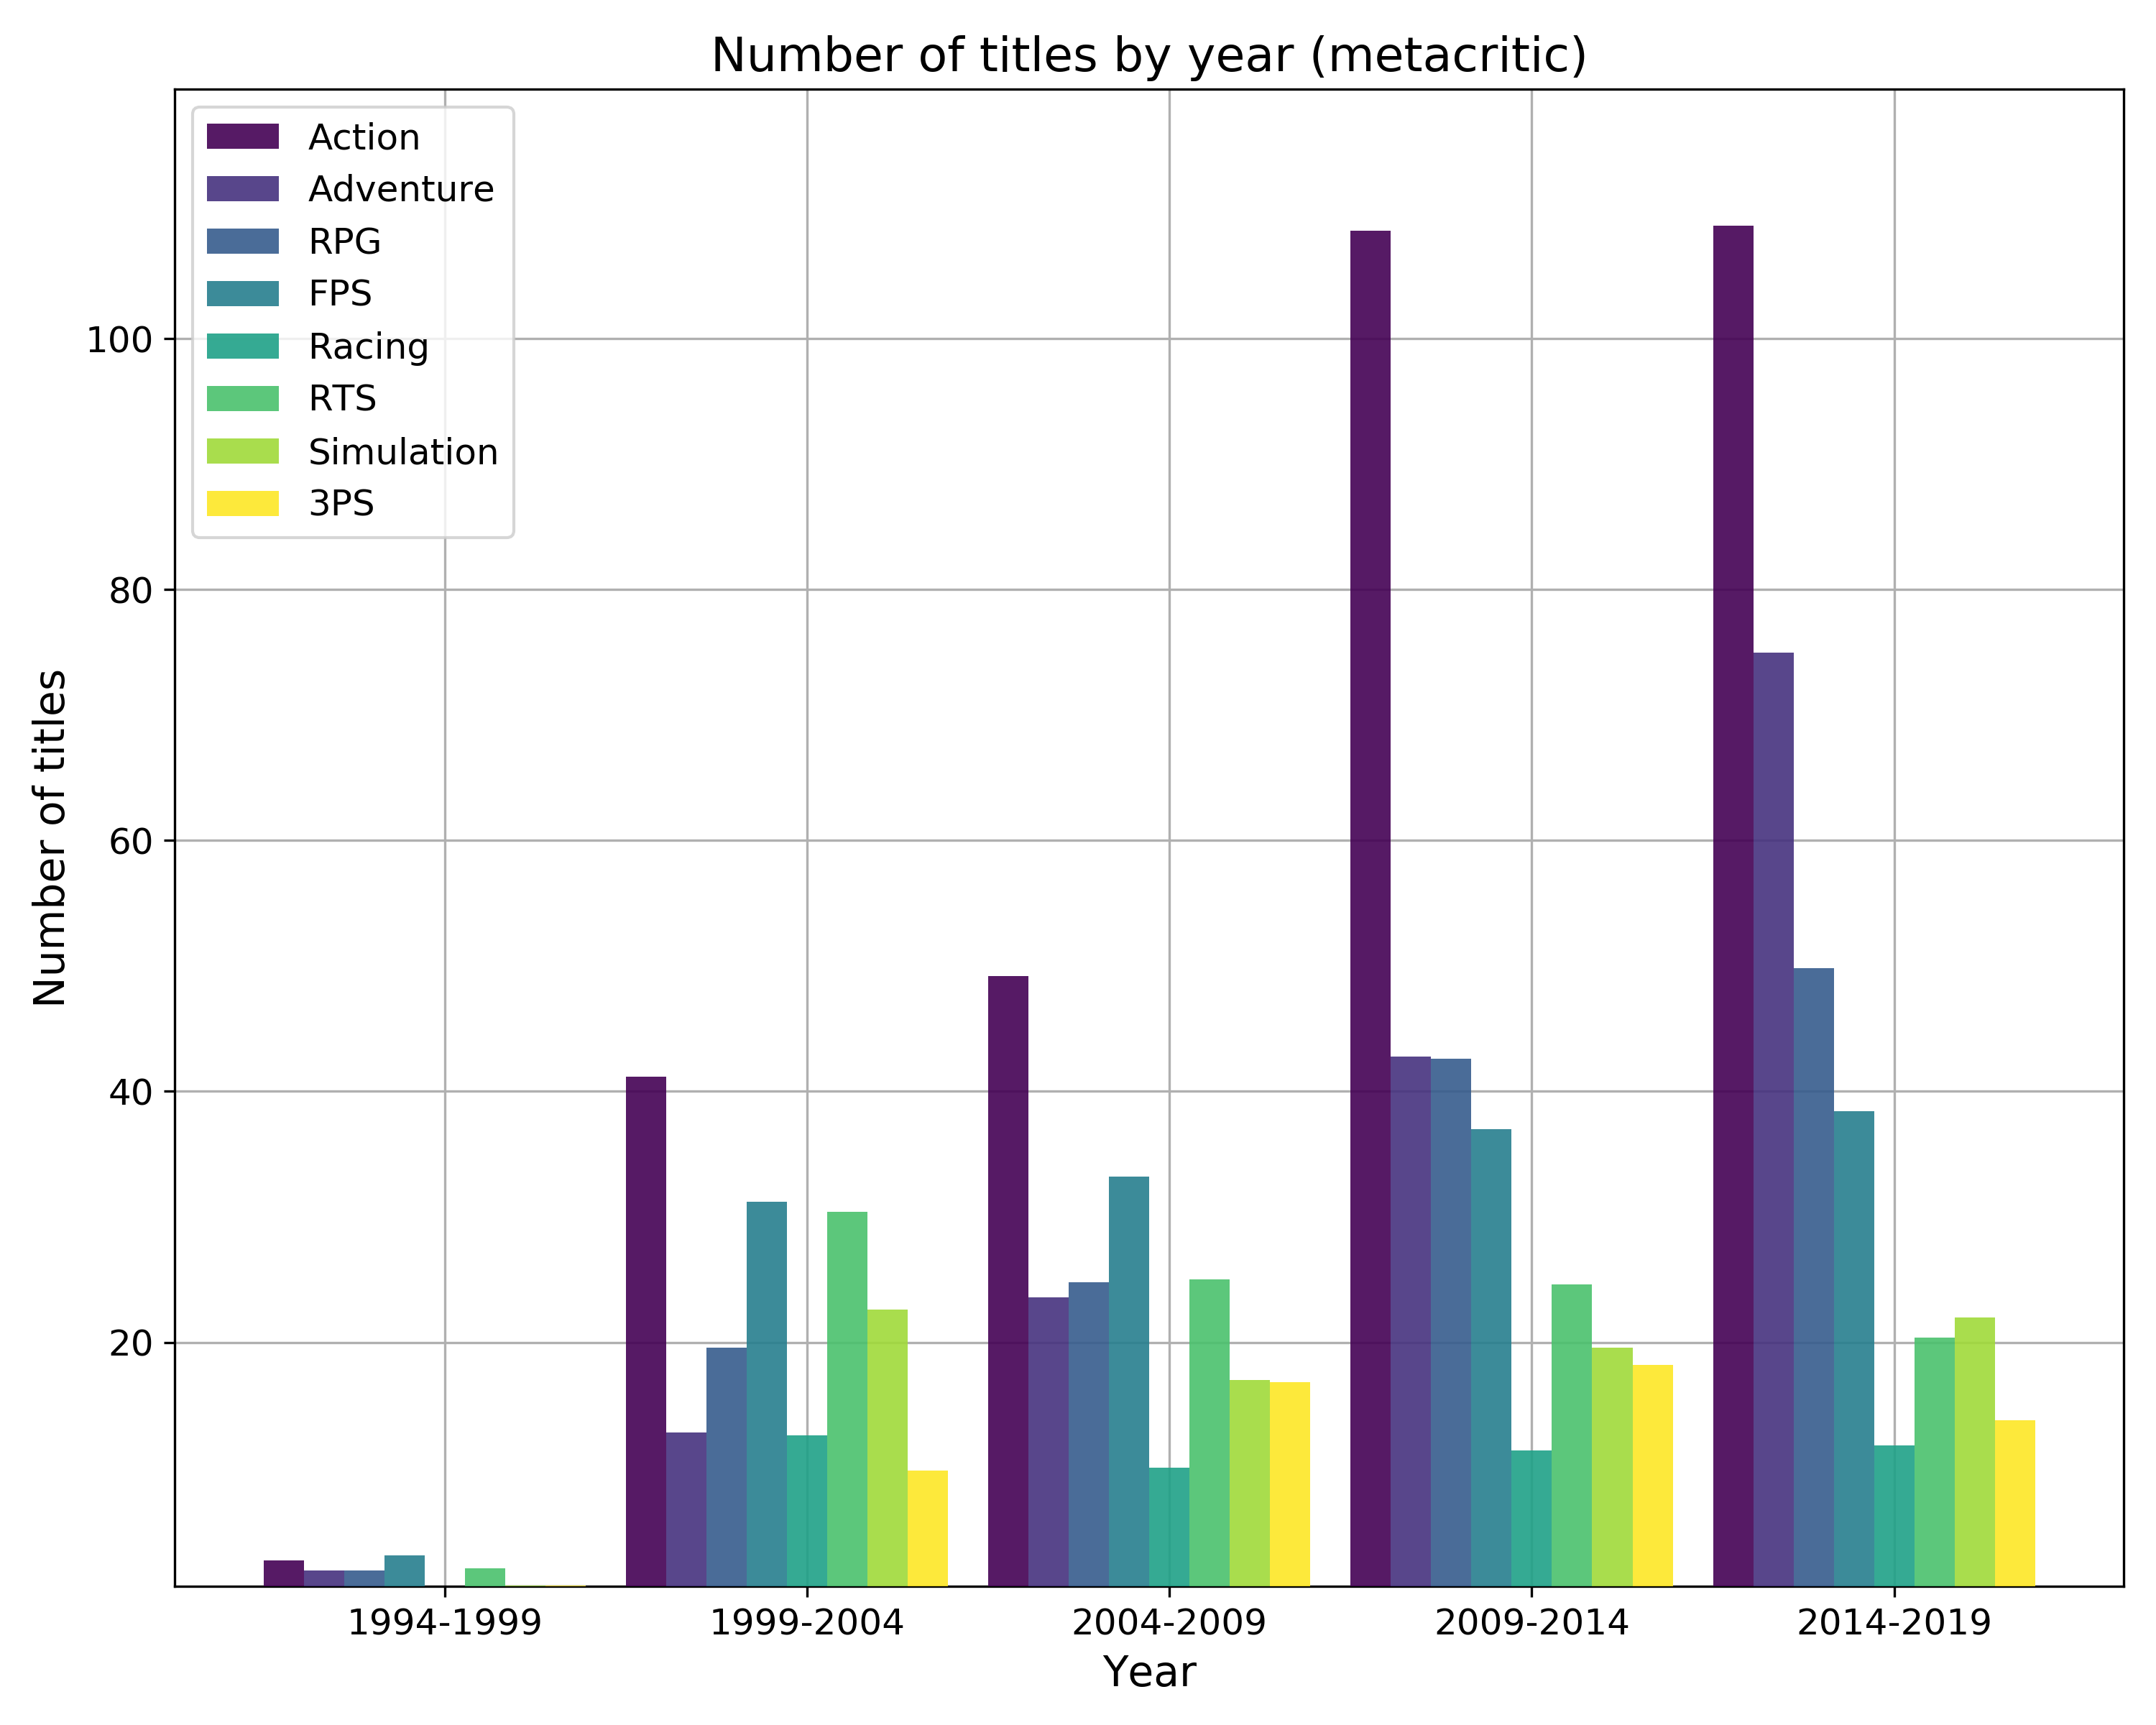 Number of titles by year (metacritic)
Action
Adventure
RPG
FPS
Racing
RTS
Simulation
3PS
100
80
60
40
20
Number of titles
1994-1999
1999-2004
2004-2009
2009-2014
2014-2019
Year